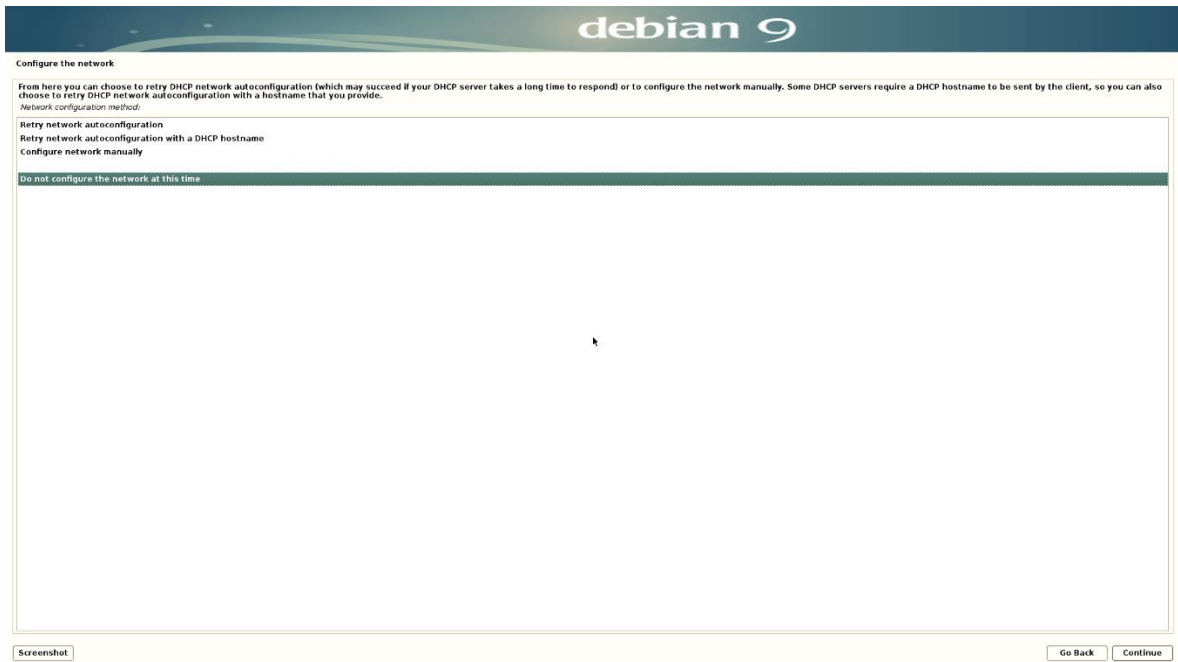 debian 9
Configure the network
From here you can choose to retry DHCP network autoconfiguration (which may succeed if your DHCP server takes a long time to respond) or to configure the network manually. Some DHCP servers require a DHCP hostname to be sent by the client, so you can also
choose to retry DHCP network autoconfiguration with a hostname that you provide.
Network configuration method:
Retry network autoconfiguration
Retry network autoconfiguration with a DHCP hostname
Configure network manually
Do not configure the network at this time
Screenshot
Go Back
Continue